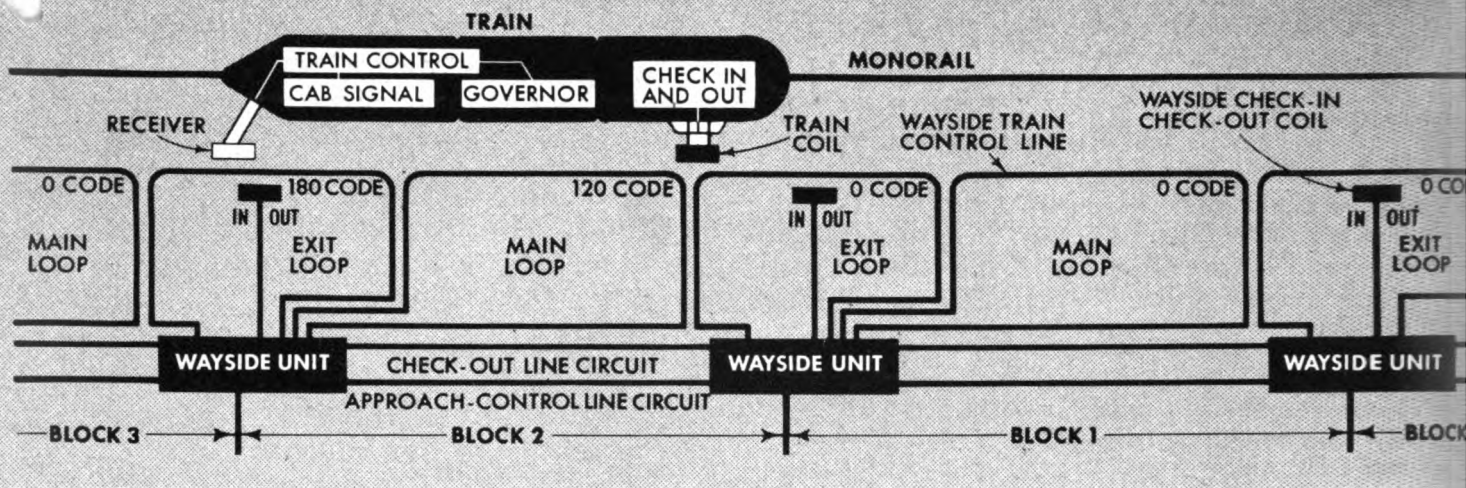 TRAIN
MONORAIL
TRAIN CONTROL
CAB SIGNAL
GOVERNOR
CHECK IN
AND OUT
RECEIVER
TRAIN
COIL
WAYSIDE TRAIN
CONTROL LINE
WAYSIDE CHECK-IN
CHECK-OUT COIL
0 CODE
180 CODE
120 CODE
0 CODE
0 CODE
0 CO
IN OUT
IN OUT
IN OUT
MAIN
LOOP
EXIT
LOOP
MAIN
LOOP
EXIT
LOOP
MAIN
LOOP
EXIT
LOOP
WAYSIDE UNIT
CHECK-OUT LINE CIRCUIT
WAYSIDE UNIT
WAYSIDE UNIT
APPROACH-CONTROL LINE CIRCUIT
BLOCK 3
BLOCK 2
BLOCK 1
BLOCK